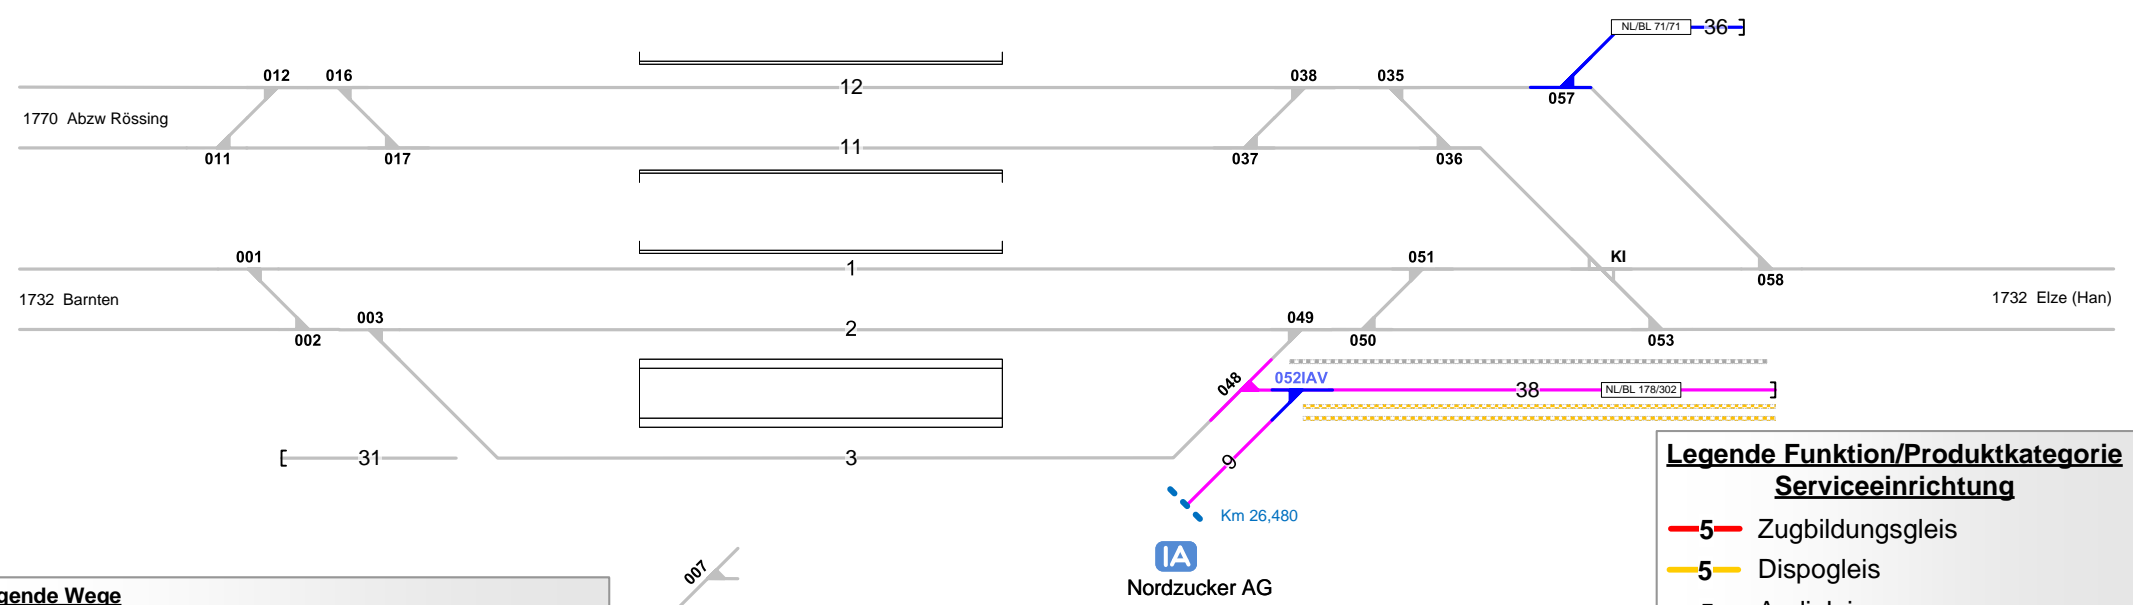 NL/BL 71/71
36
012
016
038
035
12
057
1770 Abzw Rössing
11
011
017
037
036
001
051
KI
1
058
1732 Barnten
1732 Elze (Han)
003
049
2
002
050
053
048
052IAV
38
NL/BL 178/302
31
3
9
Km 26,480
IA
Nordzucker AG
007
Legende Funktion/Produktkategorie
Serviceeinrichtung
5 Zugbildungsgleis
5 Dispogleis
gende Wege